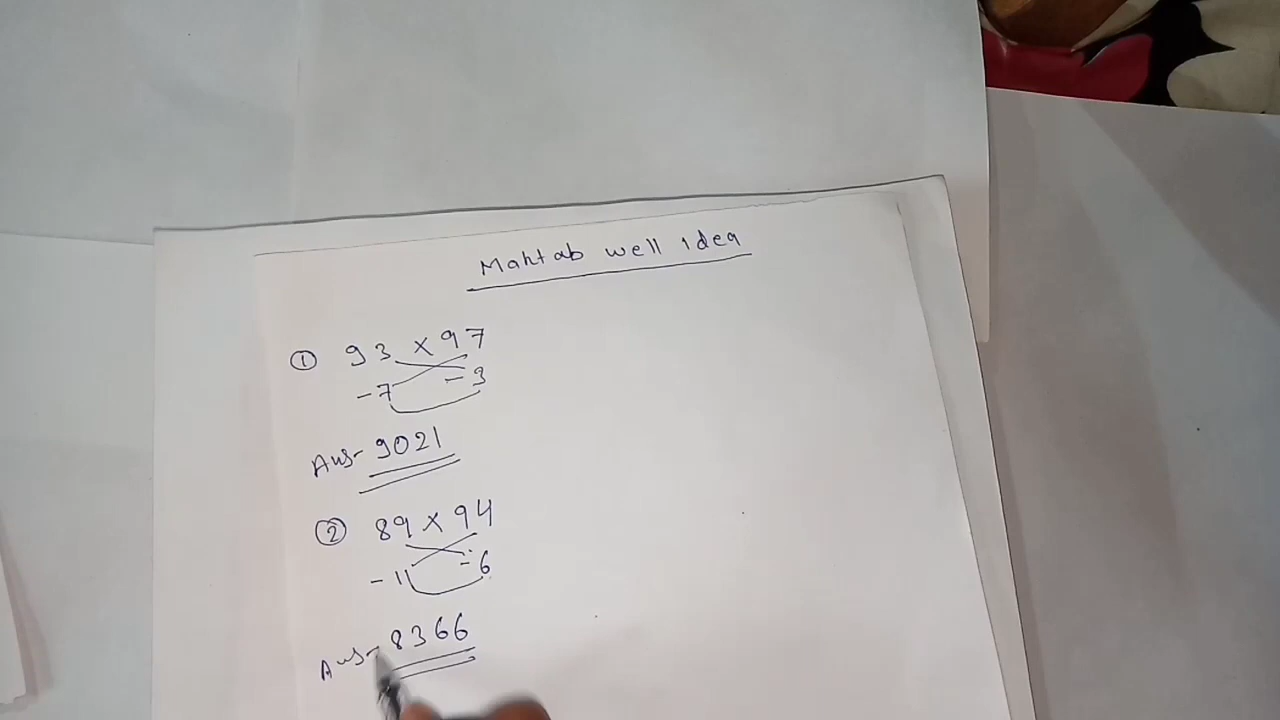 Mahtab well idea
① 93 × 97
-7 -3
Ans- 9021
② 89 × 94
-11 -6
Ans- 8366